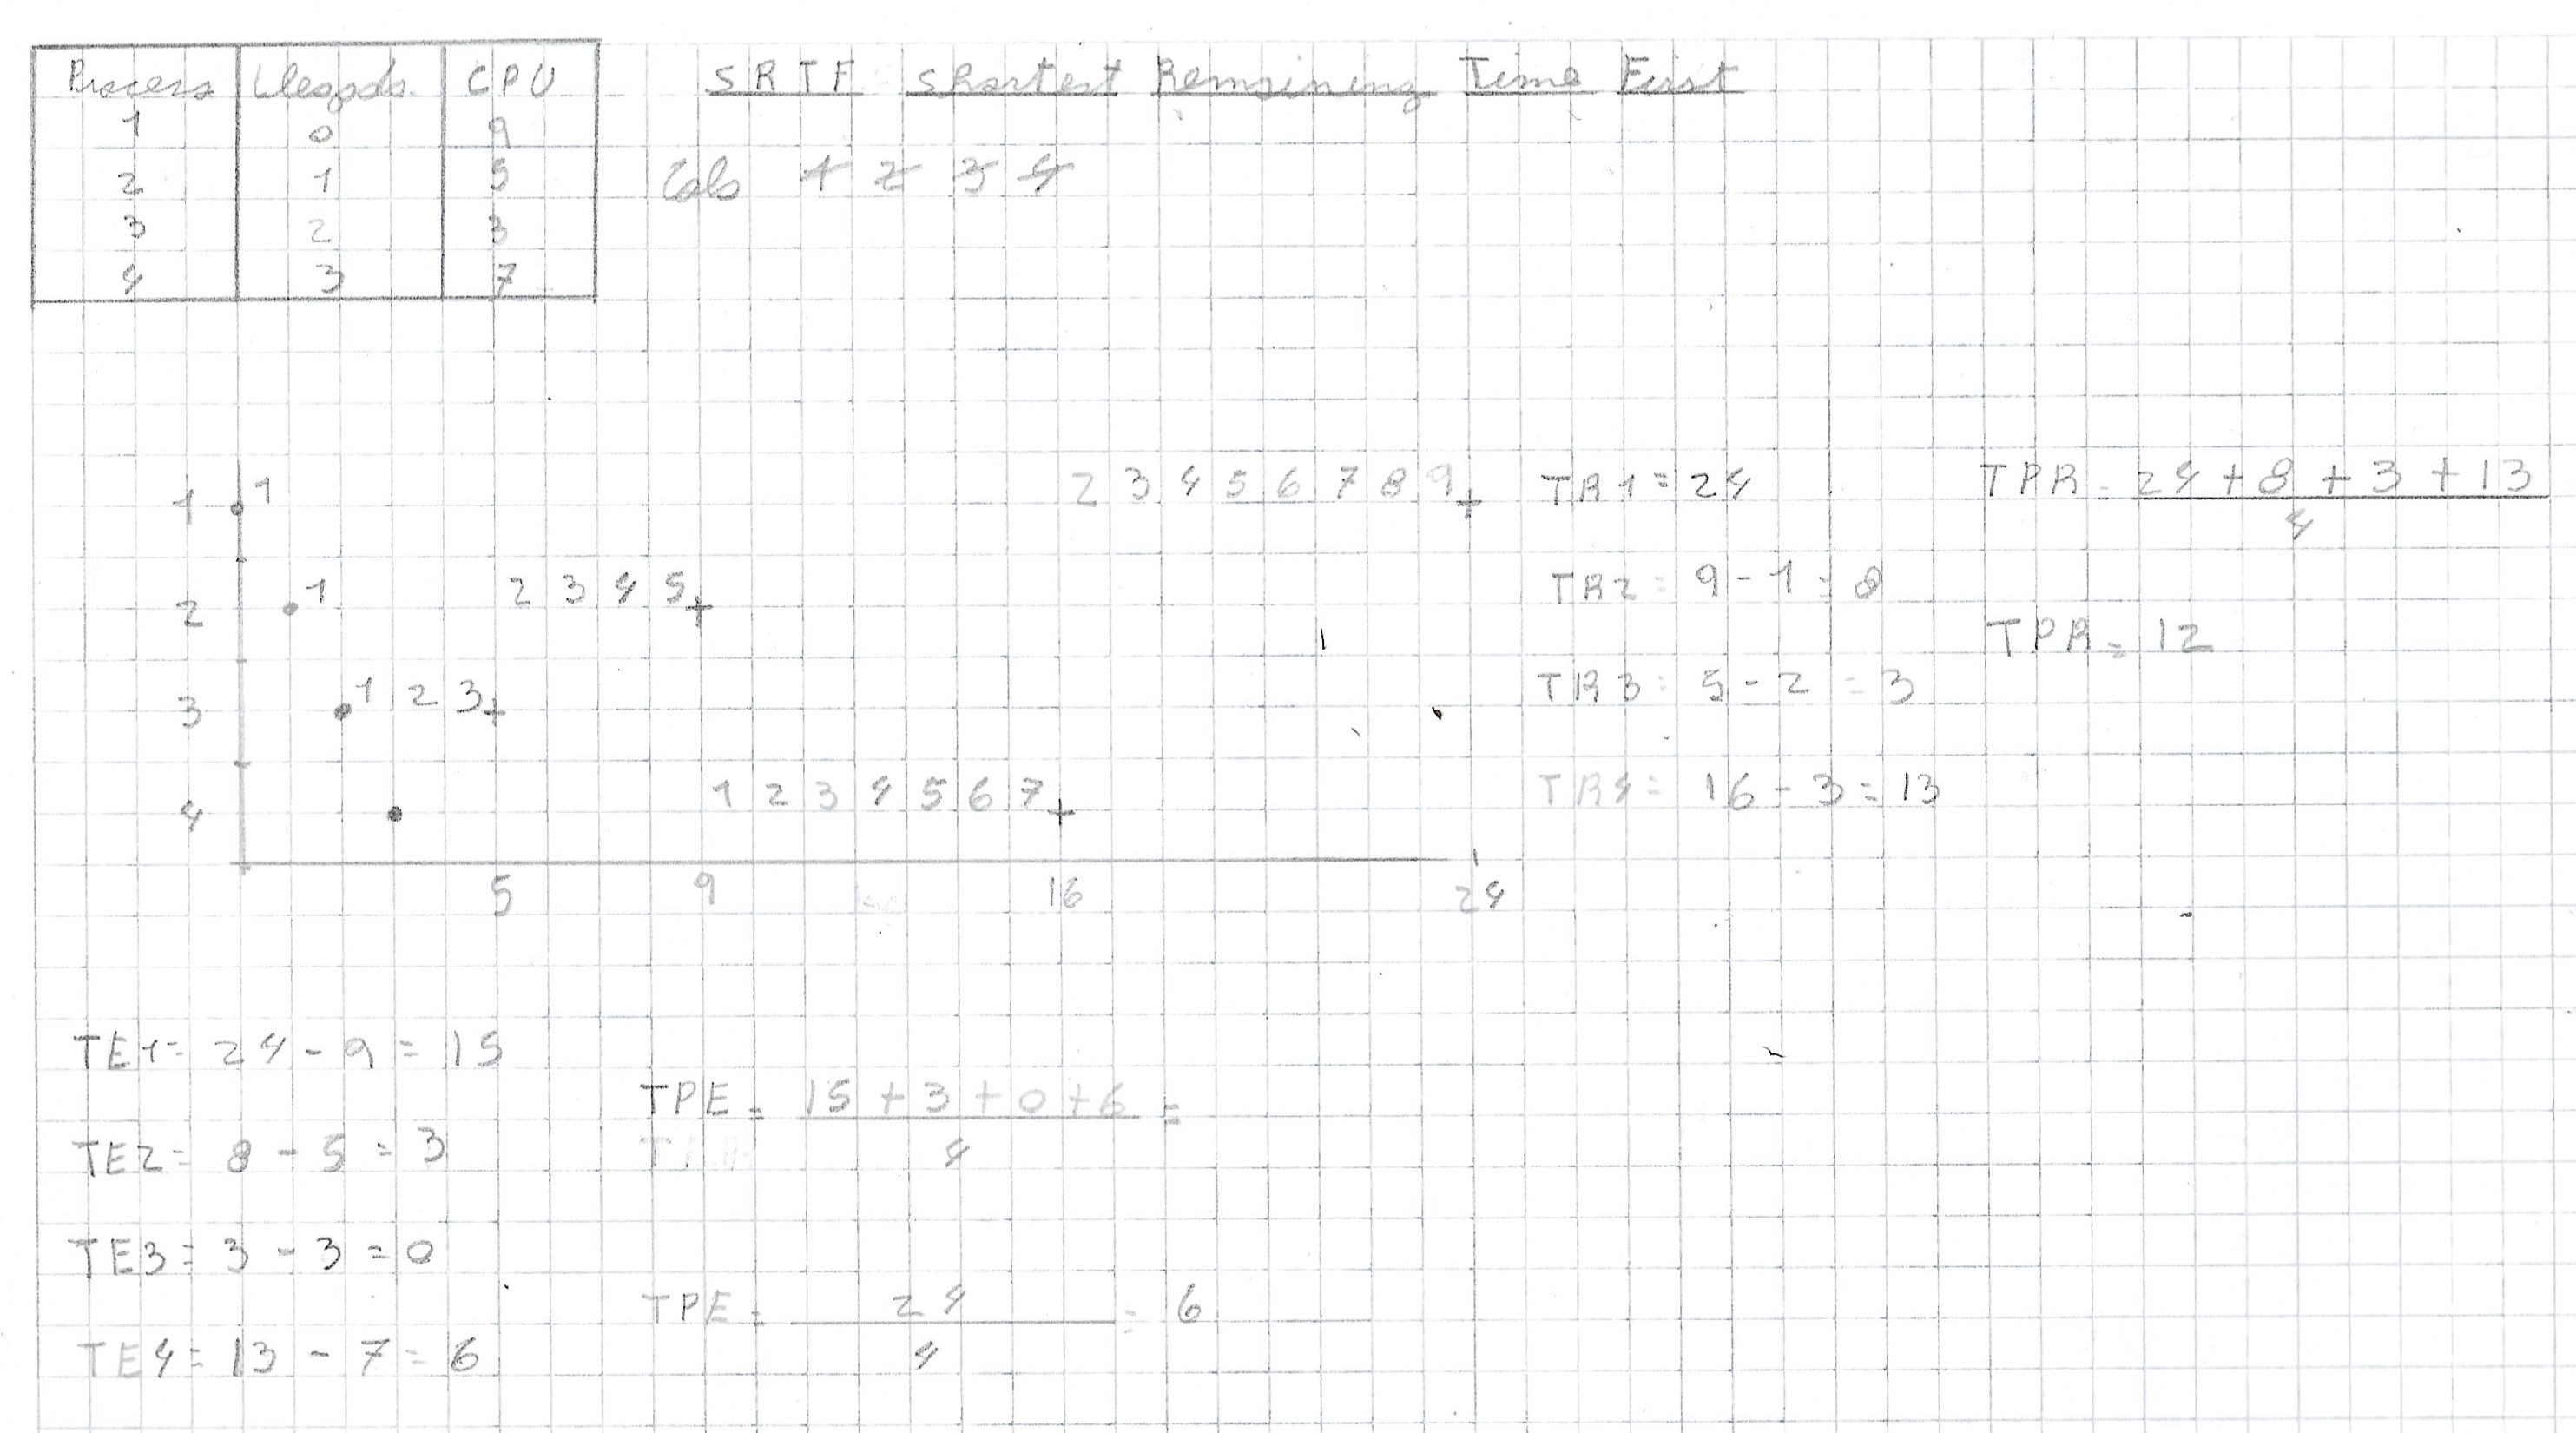 Process Llegada CPU
1 0 9
2 1 5
3 2 3
4 3 7
SRTF Shortest Remaining Time First
Cola 1 2 3 4
1 1 2 3 4 5 6 7 8 9
2 1 2 3 4 5
3 1 2 3
4 1 2 3 4 5 6 7
5 9 16 24
TR1 = 24
TR2 = 9 - 1 = 8
TR3 = 5 - 2 = 3
TR4 = 16 - 3 = 13
TPR = 24 + 8 + 3 + 13
4
TPR = 12
TE1 = 24 - 9 = 15
TE2 = 8 - 5 = 3
TE3 = 3 - 3 = 0
TE4 = 13 - 7 = 6
TPE = 15 + 3 + 0 + 6 =
4
TPE = 24 = 6
4